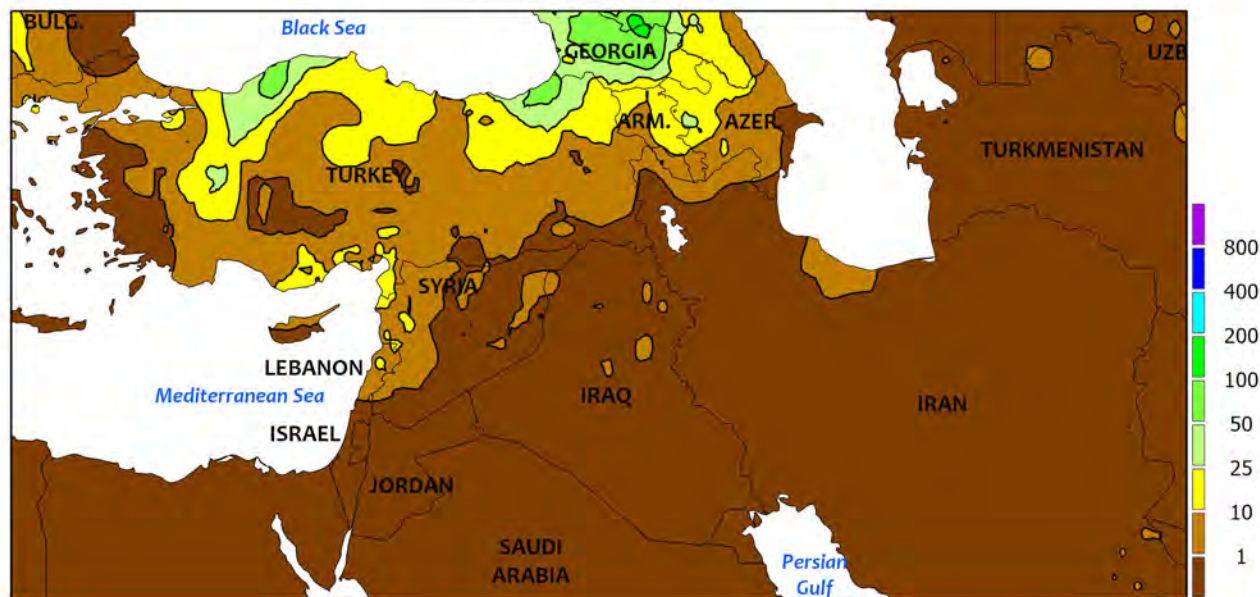 BULG.
Black Sea
GEORGIA
UZB
ARM.
AZER.
TURKMENISTAN
TURKEY
SYRIA
LEBANON
Mediterranean Sea
IRAQ
IRAN
ISRAEL
JORDAN
SAUDI
ARABIA
Persian
Gulf
800
400
200
100
50
25
10
1